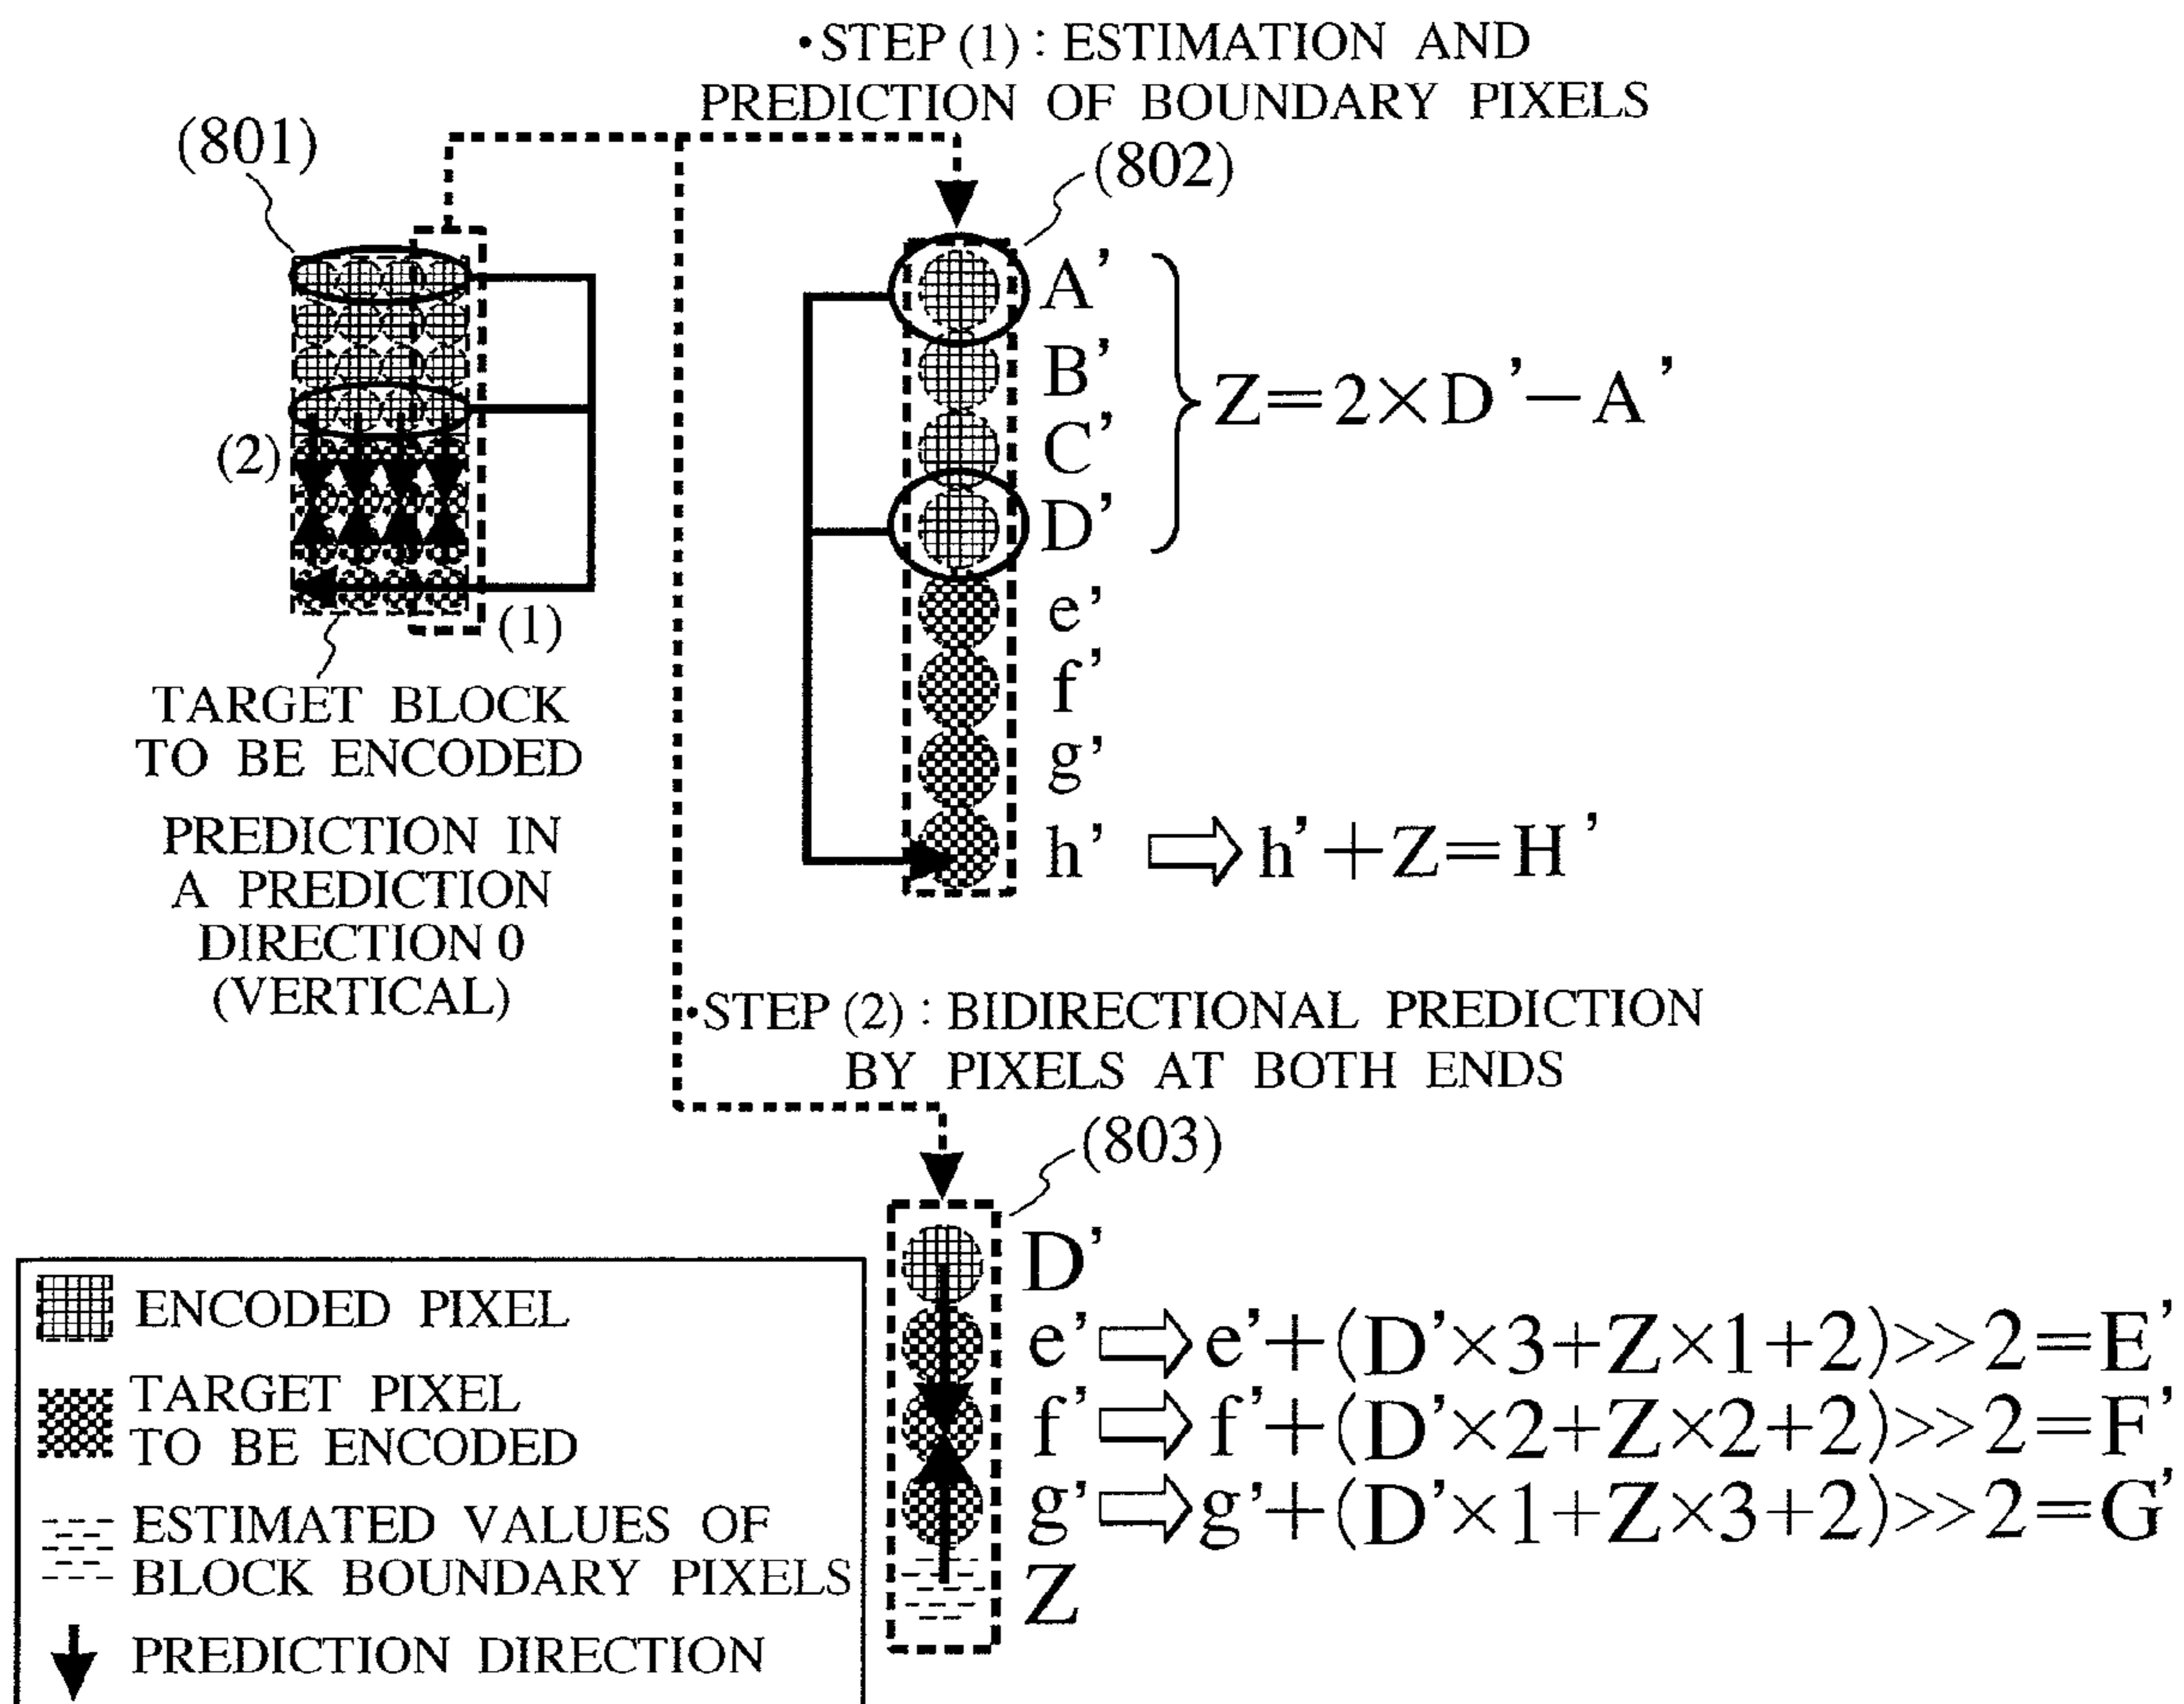 •STEP (1) : ESTIMATION AND
PREDICTION OF BOUNDARY PIXELS
(801)
(802)
A'
B'
C'
D'
Z=2×D'−A'
e'
f'
g'
h' ⇨ h'+Z=H'
(2)
(1)
TARGET BLOCK
TO BE ENCODED
PREDICTION IN
A PREDICTION
DIRECTION 0
(VERTICAL)
•STEP (2) : BIDIRECTIONAL PREDICTION
BY PIXELS AT BOTH ENDS
(803)
D'
e' ⇨ e'+(D'×3+Z×1+2)>>2=E'
f' ⇨ f'+(D'×2+Z×2+2)>>2=F'
g' ⇨ g'+(D'×1+Z×3+2)>>2=G'
Z
ENCODED PIXEL
TARGET PIXEL
TO BE ENCODED
ESTIMATED VALUES OF
BLOCK BOUNDARY PIXELS
PREDICTION DIRECTION